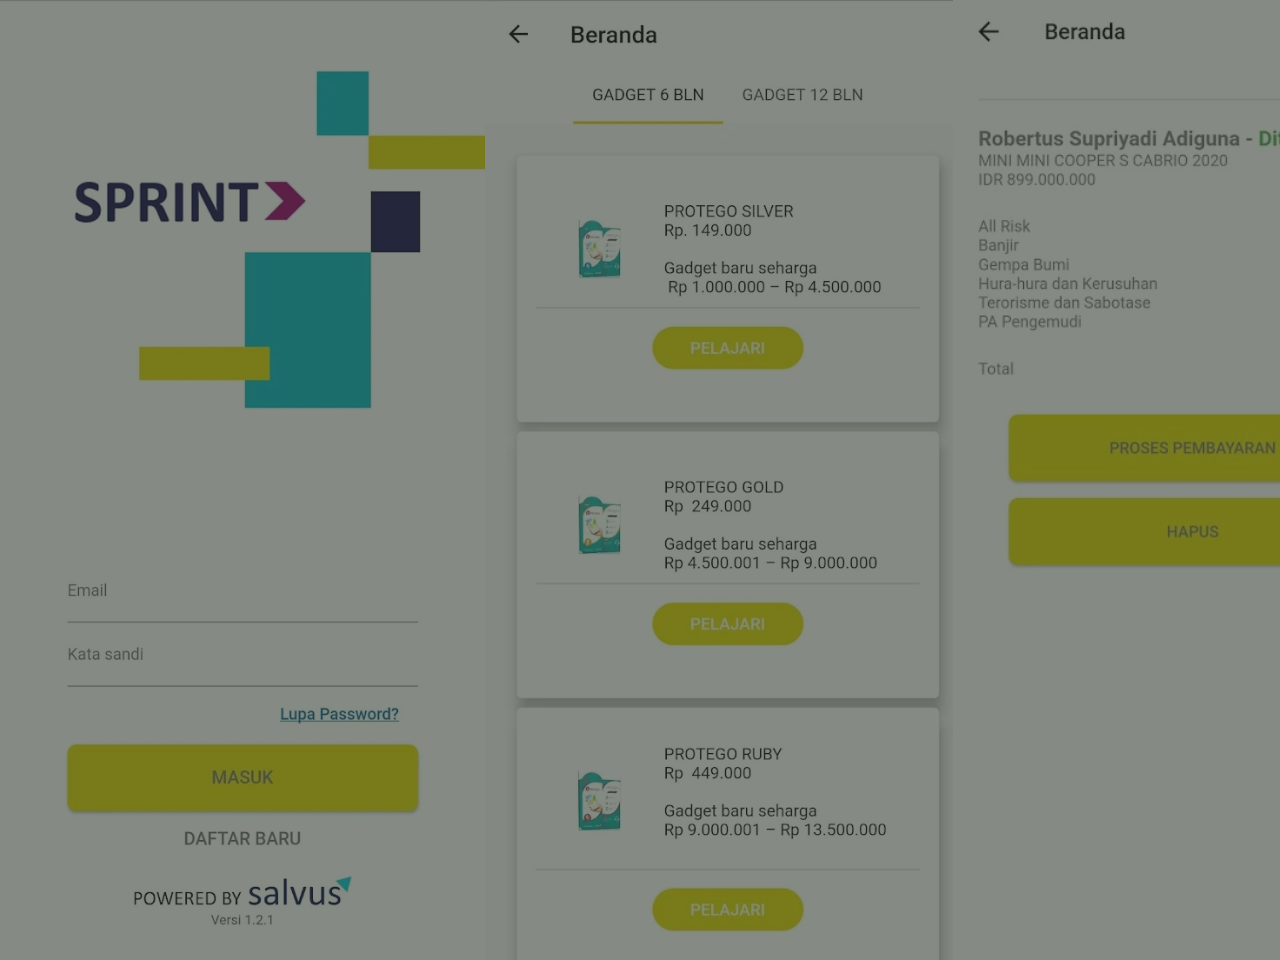 SPRINT
Email
Kata sandi
Lupa Password?
MASUK
DAFTAR BARU
POWERED BY salvus
Versi 1.2.1
Beranda
GADGET 6 BLN
GADGET 12 BLN
PROTEGO SILVER
Rp. 149.000
Gadget baru seharga
Rp 1.000.000 – Rp 4.500.000
PELAJARI
PROTEGO GOLD
Rp 249.000
Gadget baru seharga
Rp 4.500.001 – Rp 9.000.000
PELAJARI
PROTEGO RUBY
Rp 449.000
Gadget baru seharga
Rp 9.000.001 – Rp 13.500.000
PELAJARI
Beranda
Robertus Supriyadi Adiguna -
MINI MINI COOPER S CABRIO 2020
IDR 899.000.000
All Risk
Banjir
Gempa Bumi
Hura-hura dan Kerusuhan
Terorisme dan Sabotase
PA Pengemudi
Total
PROSES PEMBAYARAN
HAPUS